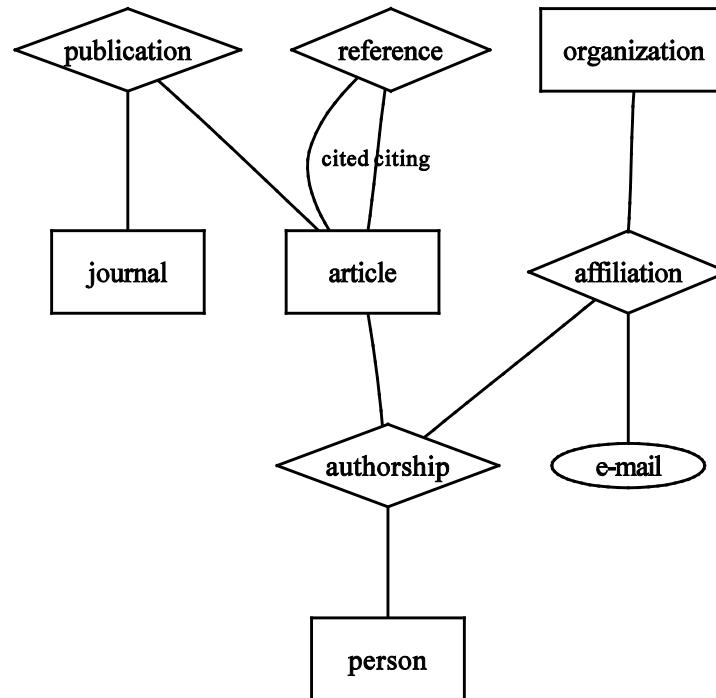 publication
reference
organization
cited citing
journal
article
affiliation
authorship
e-mail
person